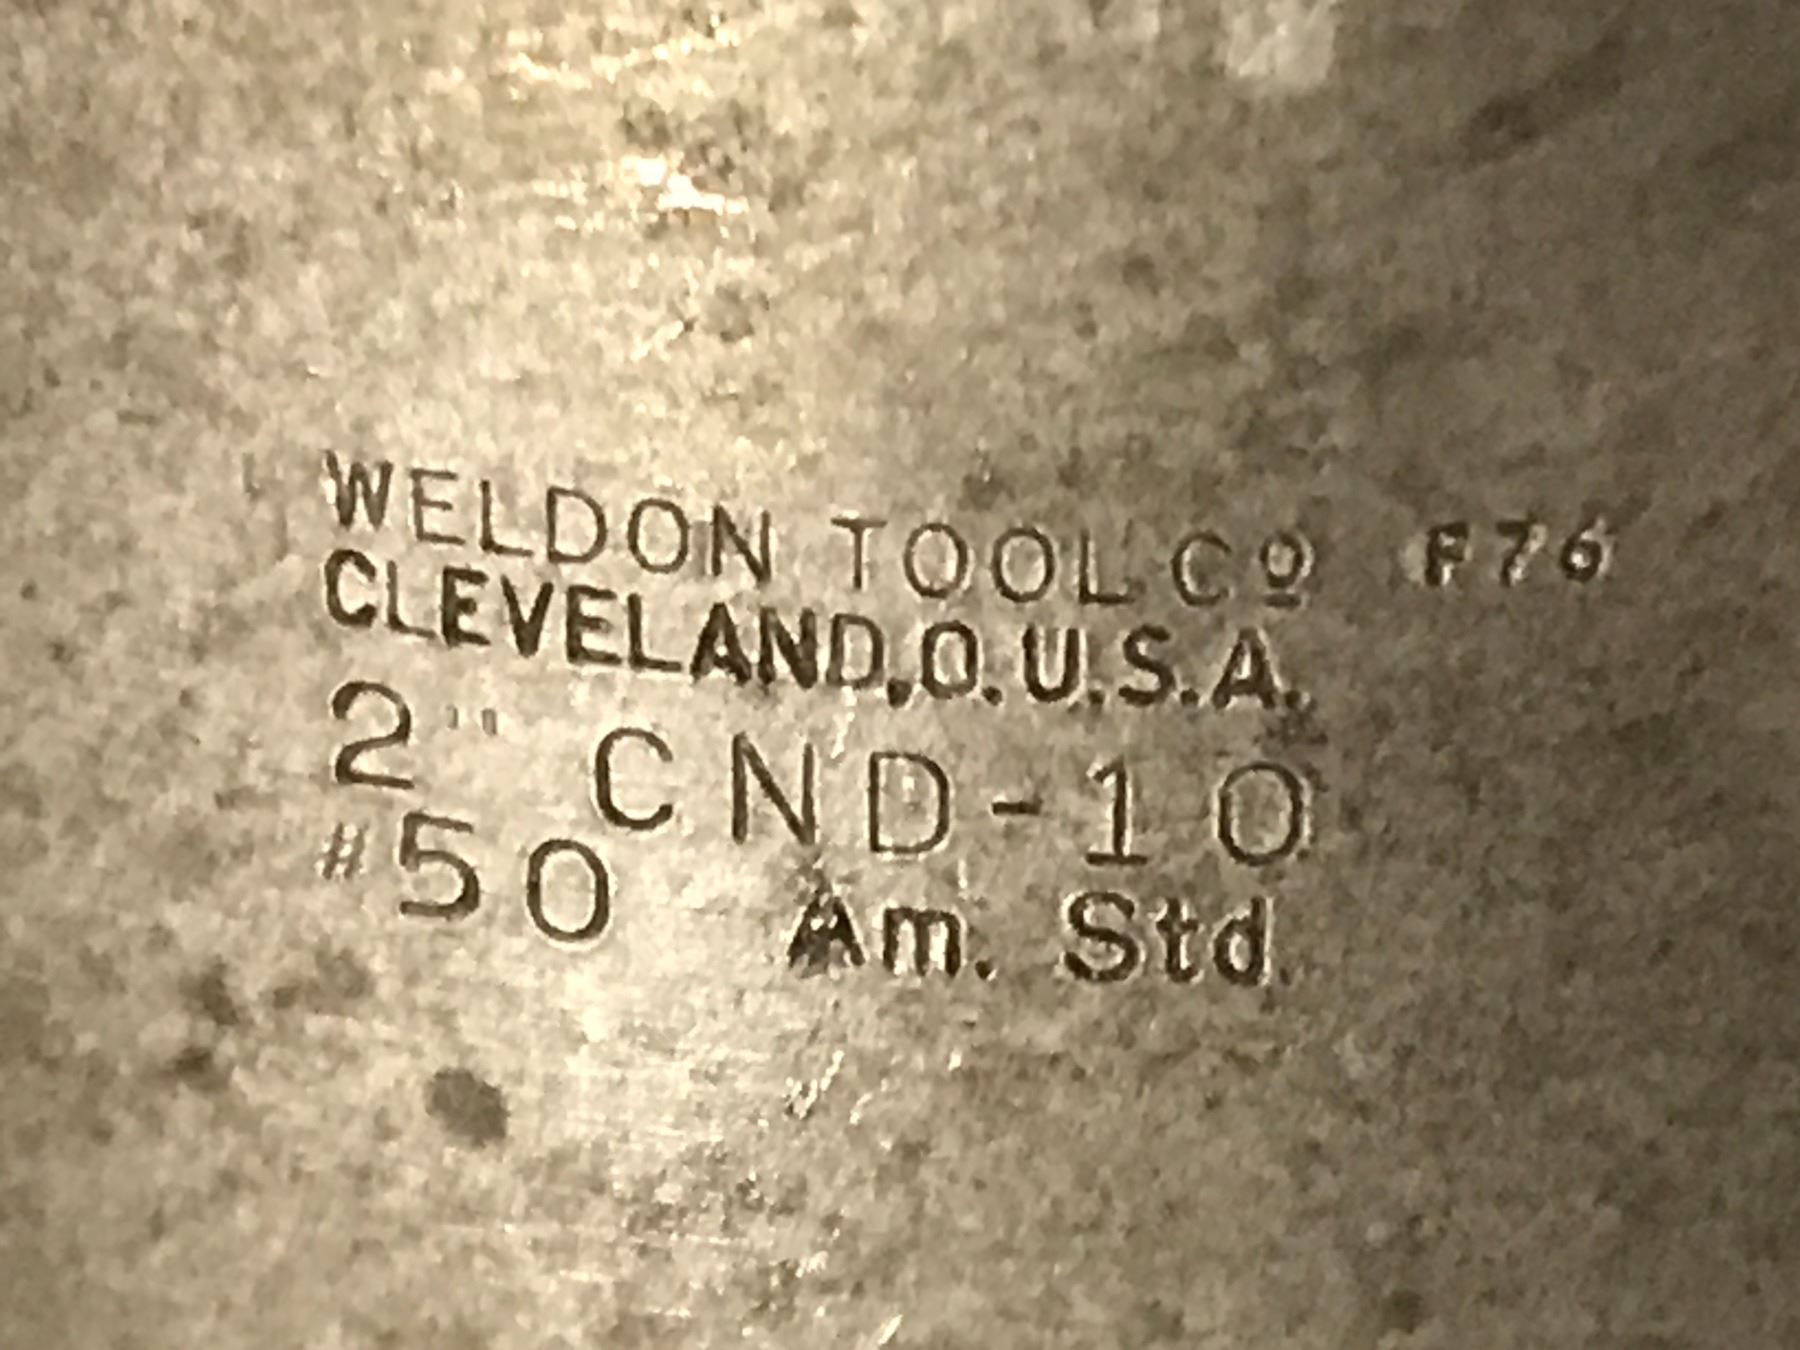 WELDON TOOL Cº F76
CLEVELAND,O.U.S.A.
2" CND-10
#50 Am. Std.